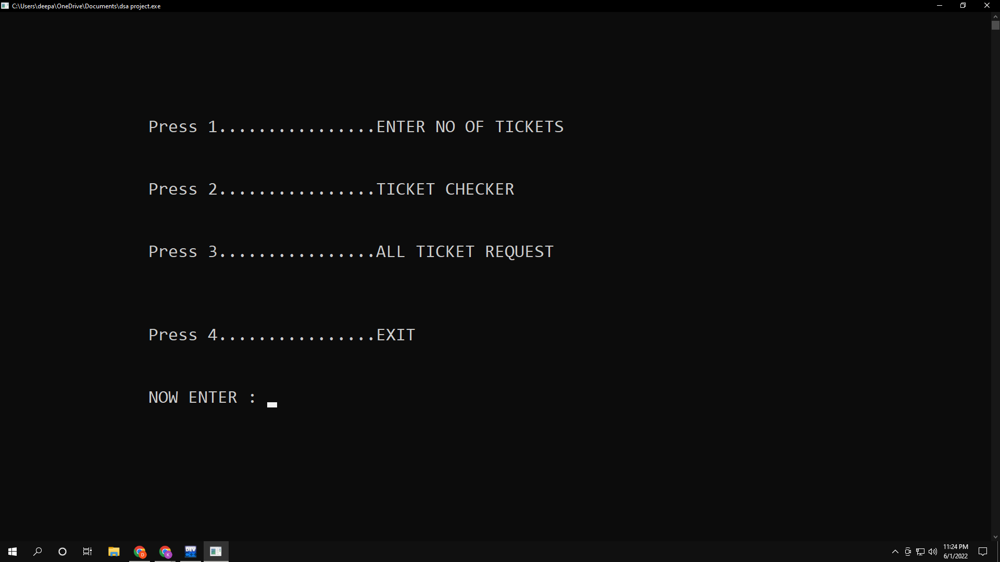 C:\Users\deepa\OneDrive\Documents\dsa project.exe
Press 1................ENTER NO OF TICKETS
Press 2................TICKET CHECKER
Press 3................ALL TICKET REQUEST
Press 4................EXIT
NOW ENTER :
D
K
DEV
C++
11:24 PM
6/1/2022